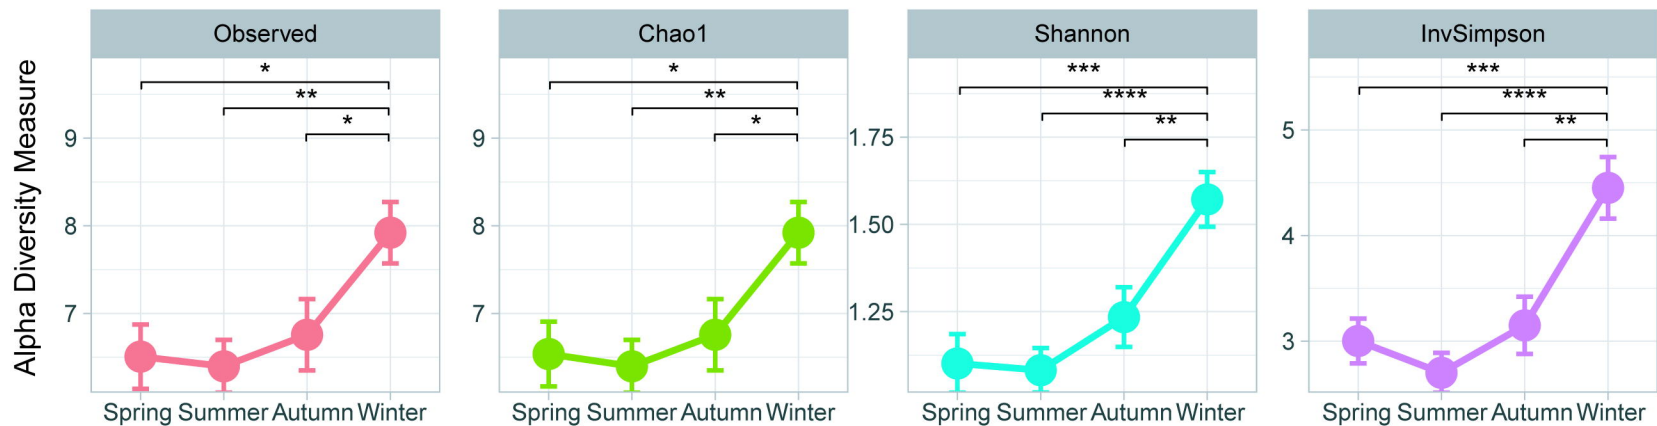 Observed Chao1 Shannon InvSimpson
Alpha Diversity Measure
* * *** ***
** ** **** ****
* * ** **
9 9 1.75 5
8 8 1.50 4
7 7 1.25 3
Spring Summer Autumn Winter Spring Summer Autumn Winter Spring Summer Autumn Winter Spring Summer Autumn Winter